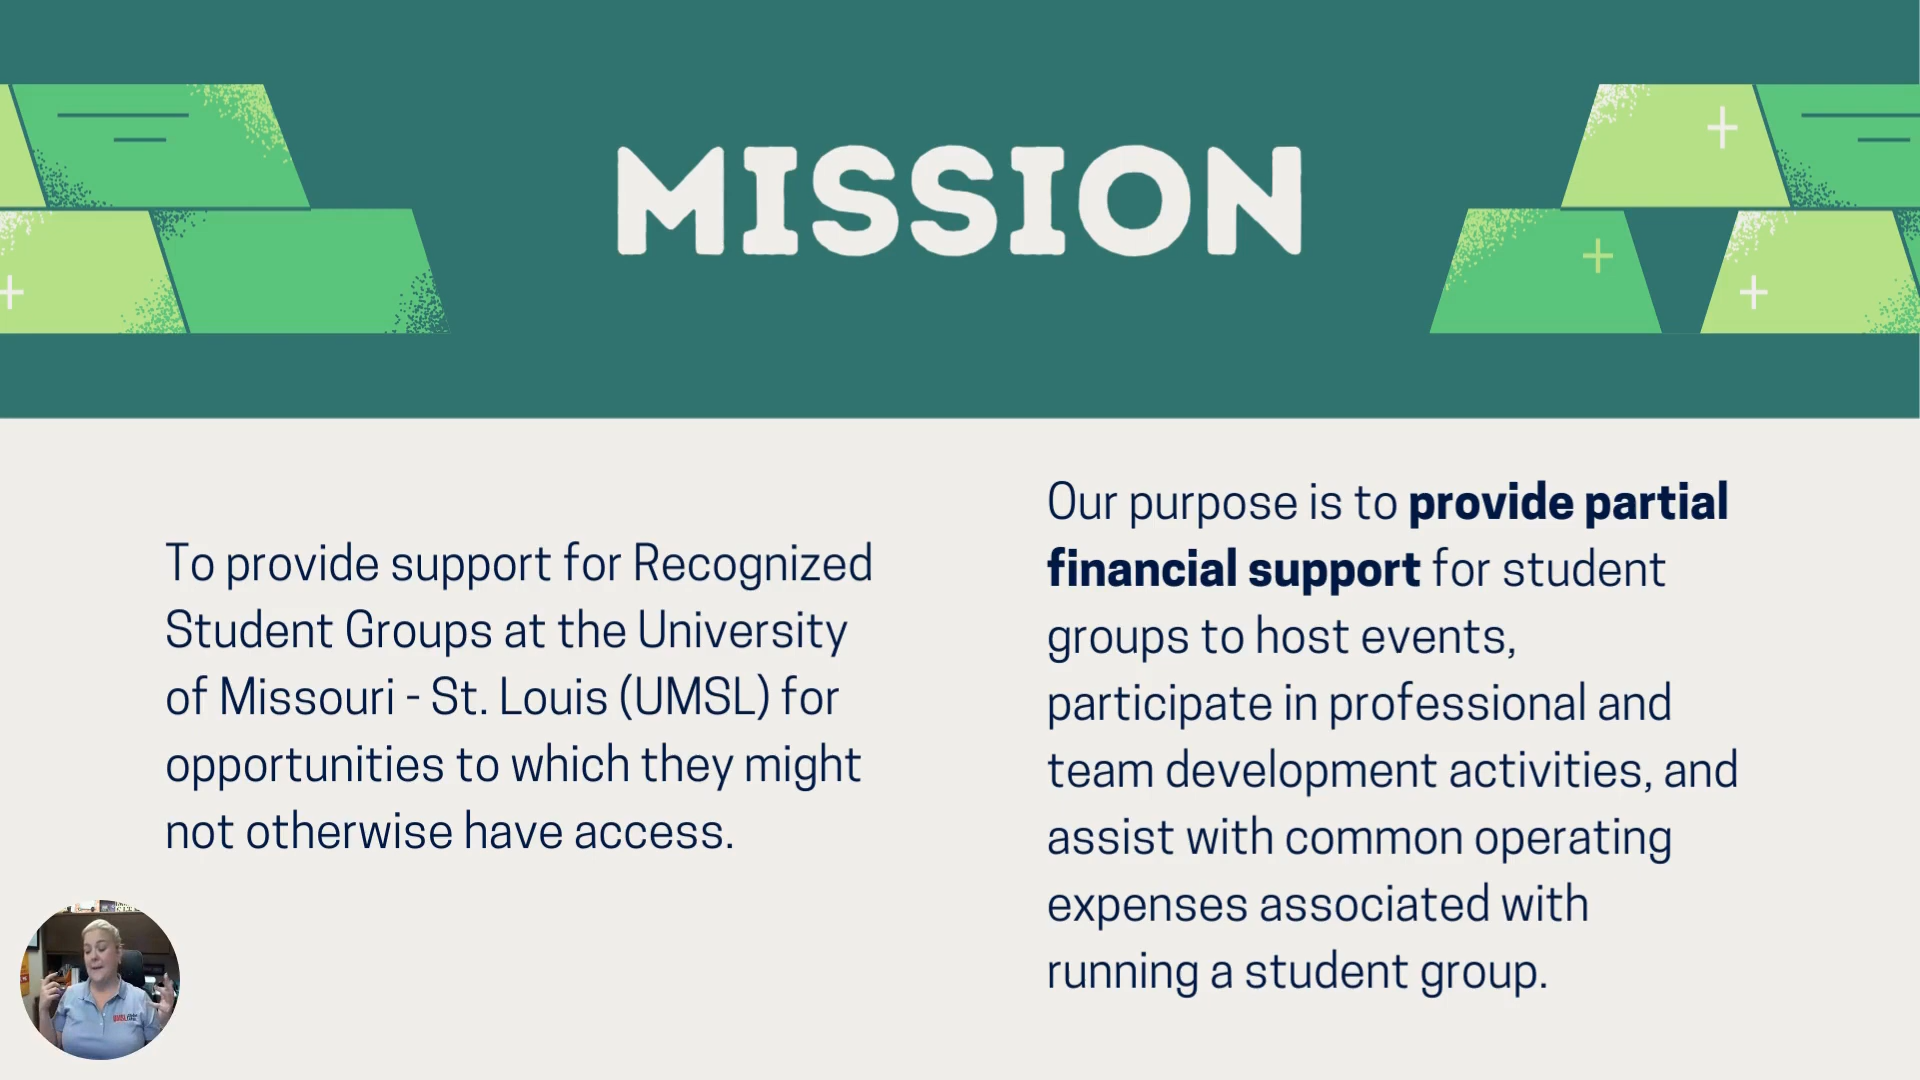 MISSION
To provide support for Recognized
Student Groups at the University
of Missouri - St. Louis (UMSL) for
opportunities to which they might
not otherwise have access.
Our purpose is to provide partial
financial support for student
groups to host events,
participate in professional and
team development activities, and
assist with common operating
expenses associated with
running a student group.